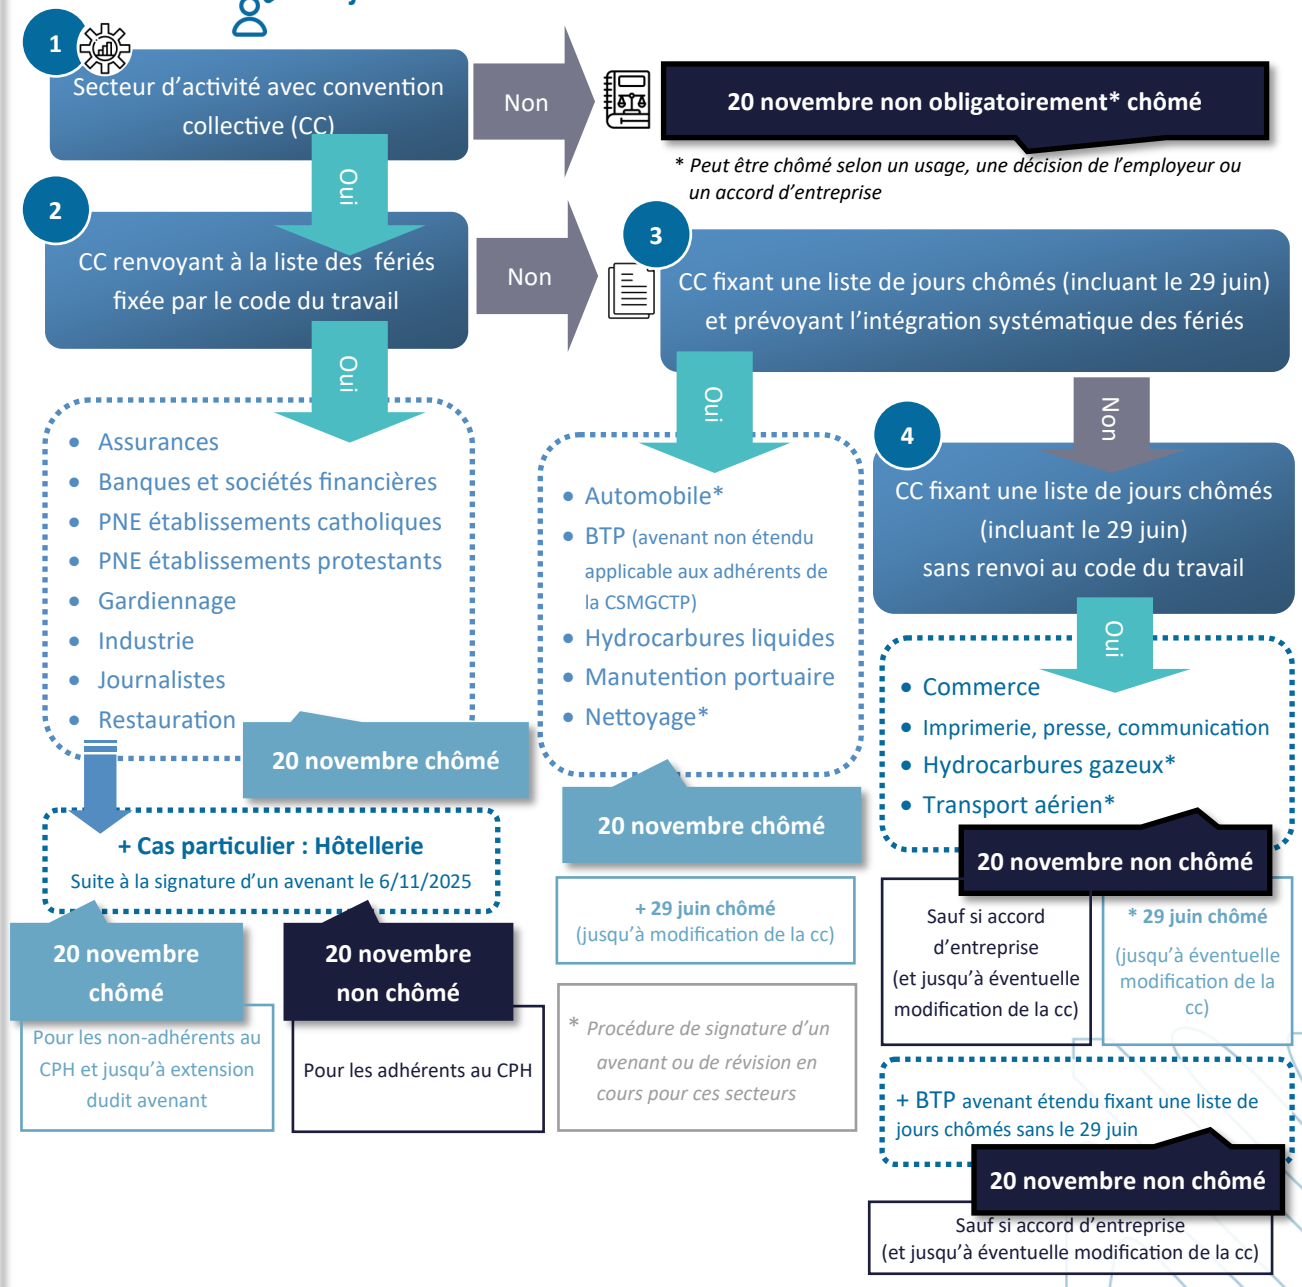 1
Secteur d'activité avec convention
collective (CC)
Non
20 novembre non obligatoirement* chômé
* Peut être chômé selon un usage, une décision de l'employeur ou
un accord d'entreprise
Oui
2
CC renvoyant à la liste des fériés
fixée par le code du travail
Non
3
CC fixant une liste de jours chômés (incluant le 29 juin)
et prévoyant l'intégration systématique des fériés
Oui
• Assurances
• Banques et sociétés financières
• PNE établissements catholiques
• PNE établissements protestants
• Gardiennage
• Industrie
• Journalistes
• Restauration
20 novembre chômé
+ Cas particulier : Hôtellerie
Suite à la signature d'un avenant le 6/11/2025
20 novembre
chômé
Pour les non-adhérents au
CPH et jusqu'à extension
dudit avenant
20 novembre
non chômé
Pour les adhérents au CPH
Oui
• Automobile*
• BTP (avenant non étendu
applicable aux adhérents de
la CSMGCTP)
• Hydrocarbures liquides
• Manutention portuaire
• Nettoyage*
20 novembre chômé
+ 29 juin chômé
(jusqu'à modification de la cc)
* Procédure de signature d'un
avenant ou de révision en
cours pour ces secteurs
Non
4
CC fixant une liste de jours chômés
(incluant le 29 juin)
sans renvoi au code du travail
Oui
• Commerce
• Imprimerie, presse, communication
• Hydrocarbures gazeux*
• Transport aérien*
20 novembre non chômé
Sauf si accord
d'entreprise
(et jusqu'à éventuelle
modification de la cc)
* 29 juin chômé
(jusqu'à éventuelle
modification de la
cc)
+ BTP avenant étendu fixant une liste de
jours chômés sans le 29 juin
20 novembre non chômé
Sauf si accord d'entreprise
(et jusqu'à éventuelle modification de la cc)